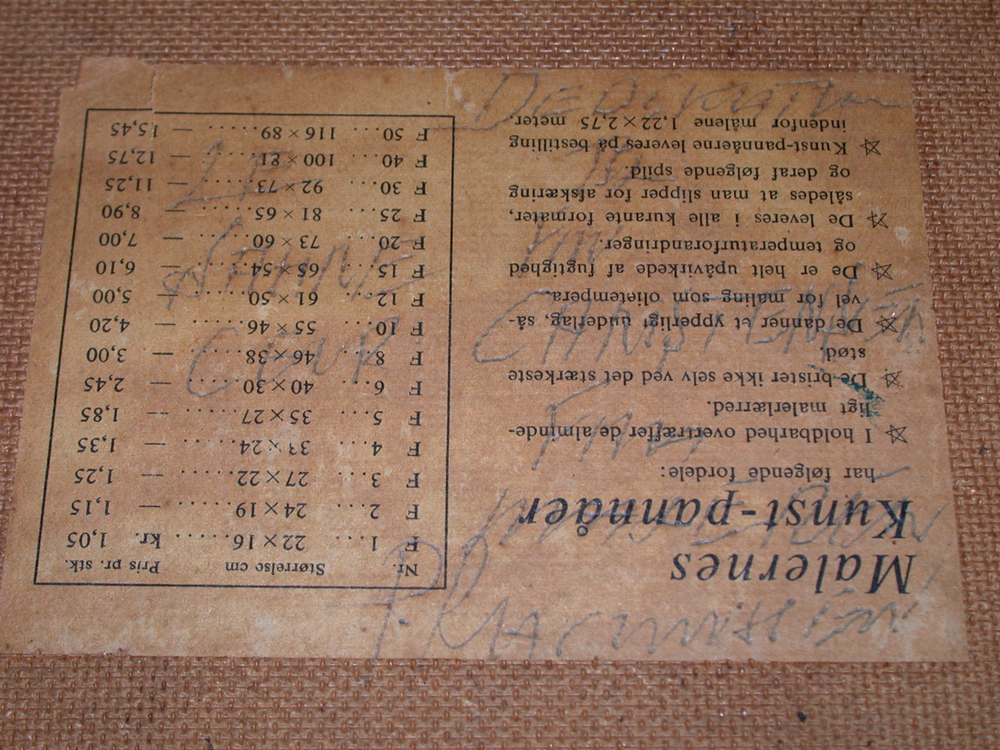 Malernes
Kunst-pannåer
har følgende fordele:
☆ I holdbarhed overtræffer de alminde-
ligt malerlærred.
☆ De brister ikke selv ved det stærkeste
stød
☆ De danner et ypperligt underlag, så-
vel for maling som olietempera.
☆ De er helt upåvirkede af fugtighed
og temperaturforandringer
☆ De leveres i alle kurante formater,
således at man slipper for afskæring
og deraf følgende spild
☆ Kunst-pannåerne leveres på bestilling
indenfor målene 1,22 × 2,75 meter.
Nr. Størrelse cm Pris pr. stk.
F 1... 22 × 16...... Kr. 1,05
F 2... 24 × 19...... — 1,15
F 3... 27 × 22...... — 1,25
F 4... 33 × 24...... — 1,35
F 5... 35 × 27...... — 1,85
F 6... 40 × 30...... — 2,45
F 8... 46 × 38...... — 3,00
F 10... 55 × 46...... — 4,20
F 12... 61 × 50...... — 5,00
F 15... 65 × 54...... — 6,10
F 20... 73 × 60...... — 7,00
F 25... 81 × 65...... — 8,90
F 30... 92 × 73...... — 11,25
F 40... 100 × 81...... — 12,75
F 50... 116 × 89...... — 15,45
CHRISTENSEN